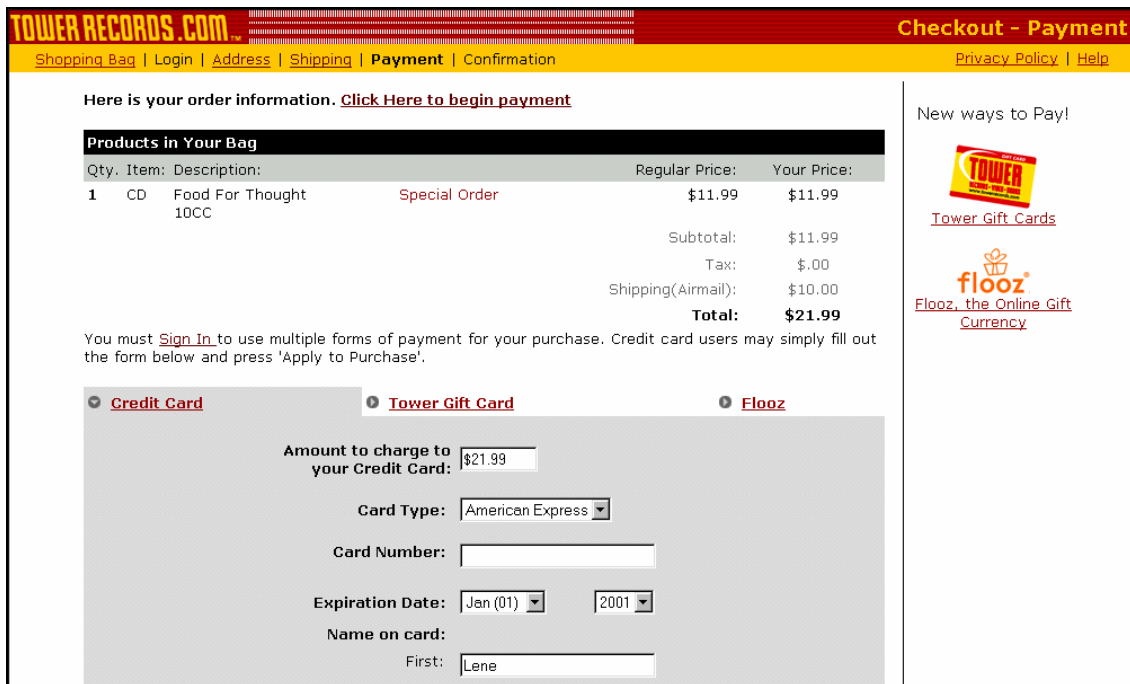 TOWER RECORDS.COM™
Checkout - Payment
Shopping Bag | Login | Address | Shipping | Payment | Confirmation
Privacy Policy | Help
Here is your order information. Click Here to begin payment
Products in Your Bag
Qty. Item: Description: Regular Price: Your Price:
1 CD Food For Thought Special Order $11.99 $11.99
10CC
Subtotal: $11.99
Tax: $.00
Shipping(Airmail): $10.00
Total: $21.99
You must Sign In to use multiple forms of payment for your purchase. Credit card users may simply fill out
the form below and press 'Apply to Purchase'.
Credit Card Tower Gift Card Flooz
Amount to charge to
your Credit Card: $21.99
Card Type: American Express
Card Number:
Expiration Date: Jan (01) 2001
Name on card:
First: Lene
New ways to Pay!
GIFT CARD
TOWER
Tower Gift Cards
flooz
Flooz, the Online Gift
Currency